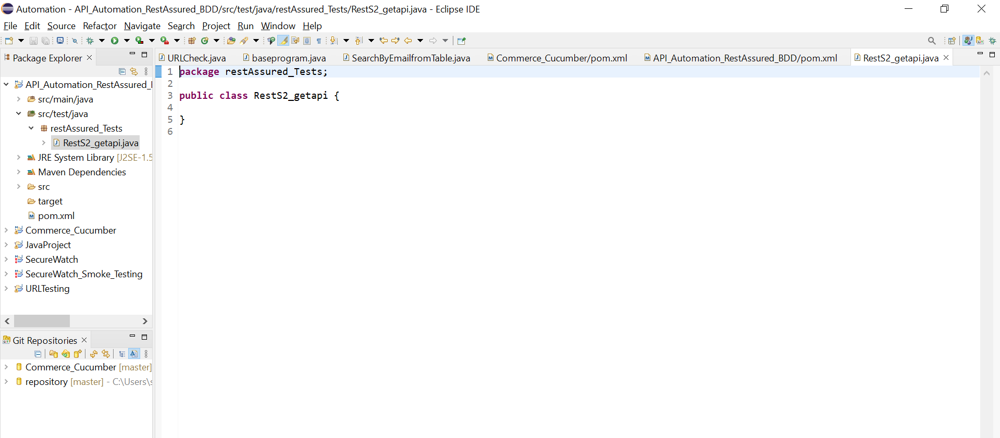 Automation - API_Automation_RestAssured_BDD/src/test/java/restAssured_Tests/RestS2_getapi.java - Eclipse IDE
File Edit Source Refactor Navigate Search Project Run Window Help
Package Explorer
URLCheck.java baseprogram.java SearchByEmailfromTable.java Commerce_Cucumber/pom.xml API_Automation_RestAssured_BDD/pom.xml RestS2_getapi.java
API_Automation_RestAssured_
src/main/java
src/test/java
restAssured_Tests
RestS2_getapi.java
JRE System Library [J2SE-1.5
Maven Dependencies
src
target
pom.xml
Commerce_Cucumber
JavaProject
SecureWatch
SecureWatch_Smoke_Testing
URLTesting
1 package restAssured_Tests;
2
3 public class RestS2_getapi {
4
5 }
6
Git Repositories
Commerce_Cucumber [master]
repository [master] - C:\Users\